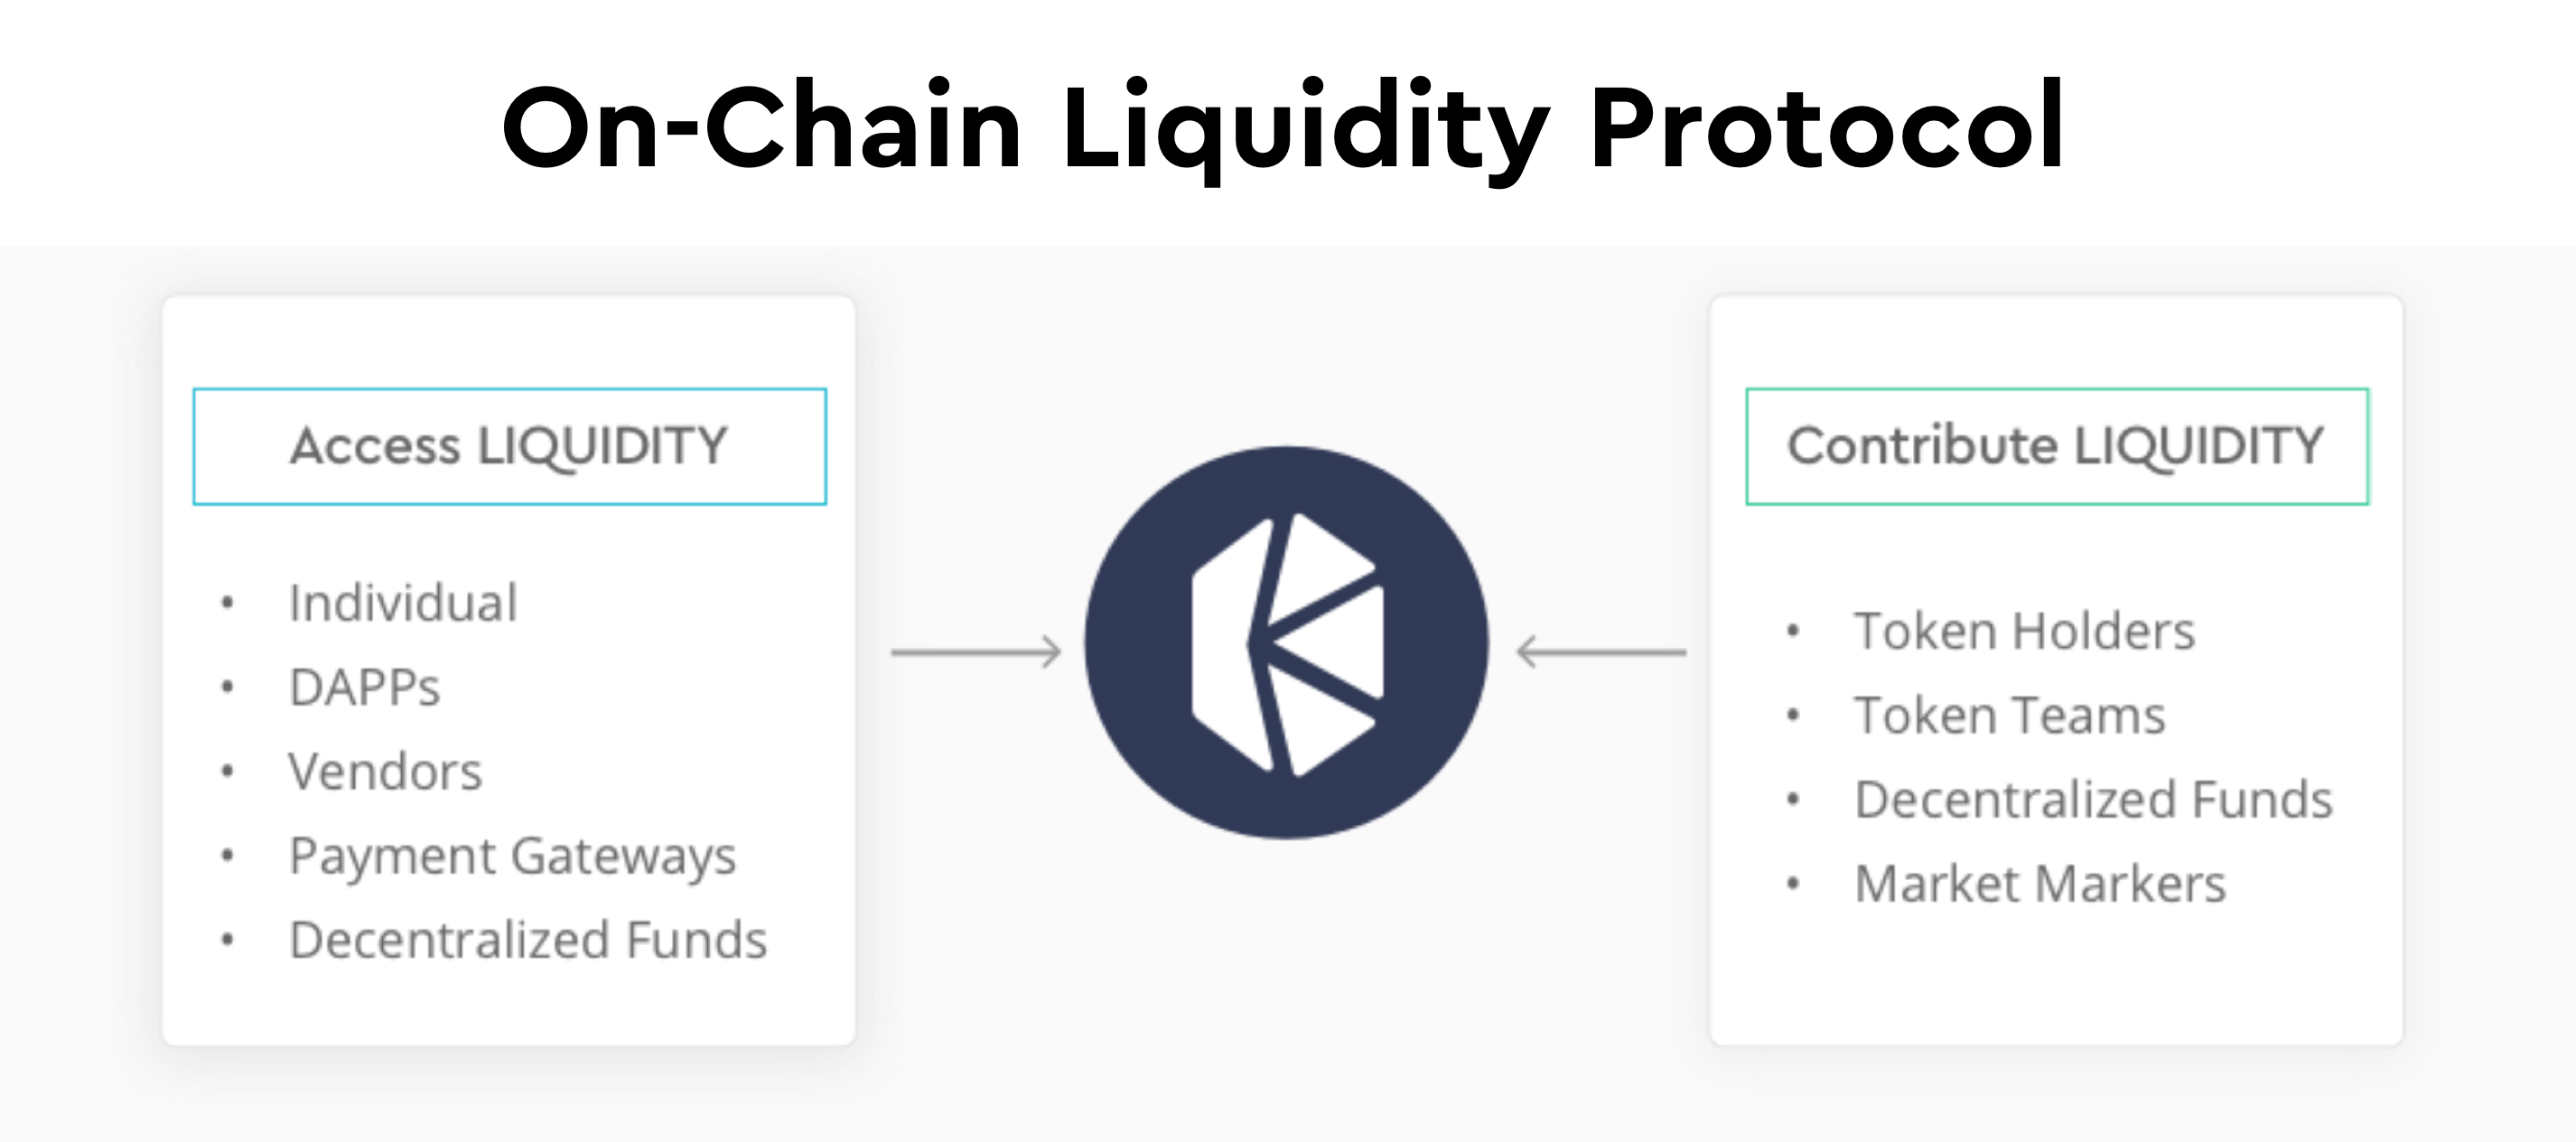 On-Chain Liquidity Protocol
Access LIQUIDITY
• Individual
• DAPPs
• Vendors
• Payment Gateways
• Decentralized Funds
Contribute LIQUIDITY
• Token Holders
• Token Teams
• Decentralized Funds
• Market Markers